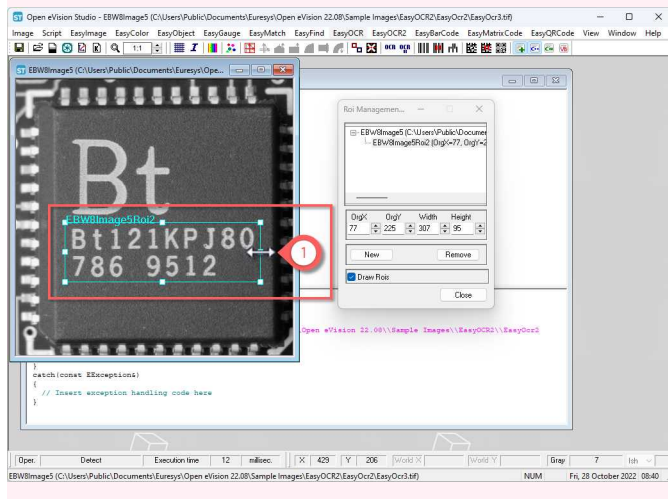 Open eVision Studio - EBW8Image5 (C:\Users\Public\Documents\Euresys\Open eVision 22.08\Sample Images\EasyOCR2\EasyOcr2\EasyOcr3.tif)
Image Script EasyImage EasyColor EasyObject EasyGauge EasyMatch EasyFind EasyOCR EasyOCR2 EasyBarCode EasyMatrixCode EasyQRCode View Window Help
1:1
EBW8Image5 (C:\Users\Public\Documents\Euresys\Ope...
Bt
EBW8Image5Roi2
Bt121KPJ80
786 9512
1
Roi Managemen...
EBW8Image5 (C:\Users\Public\Documen
EBW8Image5Roi2 (OrgX=77, OrgY=2
OrgX OrgY Width Height
77 225 307 95
New Remove
Draw Rois
Close
Open eVision 22.08\\Sample Images\\EasyOCR2\\EasyOcr2
}
catch(const EException&)
{
// Insert exception handling code here
}
Oper. Detect Execution time 12 millisec. X 429 Y 206 World X World Y Gray 7 Ish
EBW8Image5 (C:\Users\Public\Documents\Euresys\Open eVision 22.08\Sample Images\EasyOCR2\EasyOcr2\EasyOcr3.tif) NUM Fri, 28 October 2022 08:40